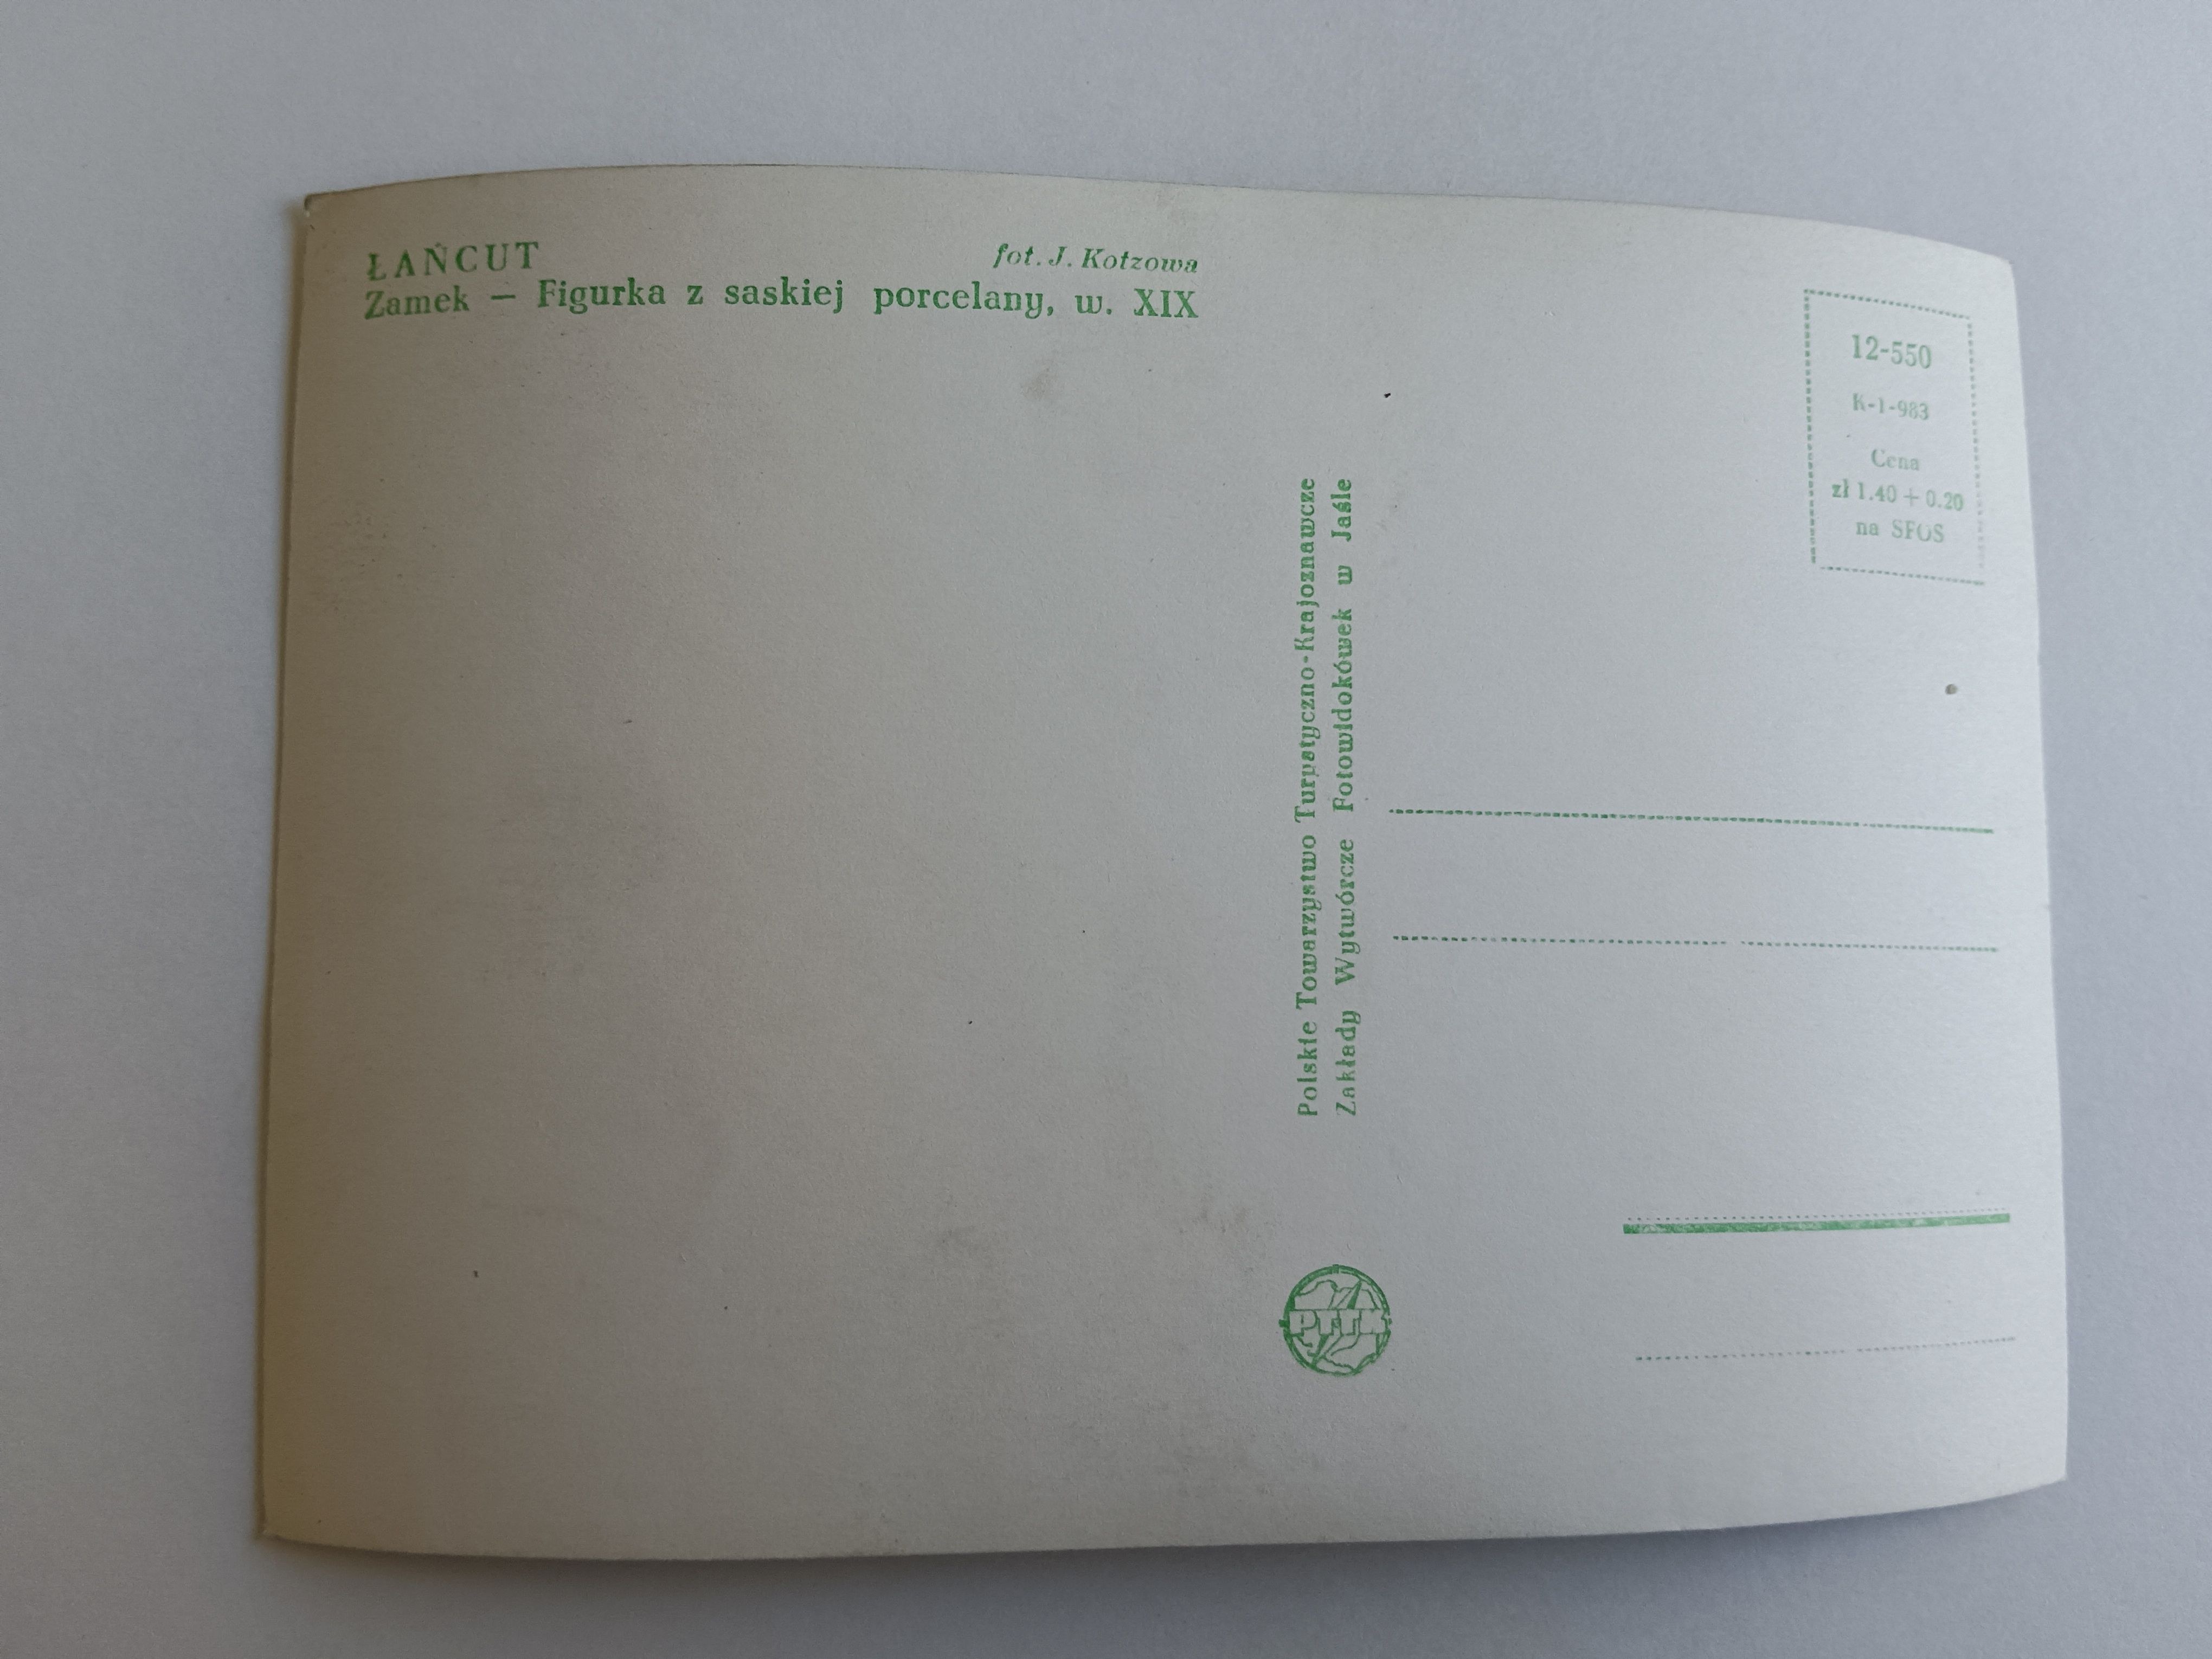 ŁAŃCUT
fot. J. Kotzowa
Zamek — Figurka z saskiej porcelany, w. XIX
12-550
K-1-983
Cena
zł 1.40 + 0.20
na SFOS
Polskie Towarzystwo Turystyczno-Krajoznawcze
Zakłady Wytwórcze Fotowidokówek w Jaśle
PTTK